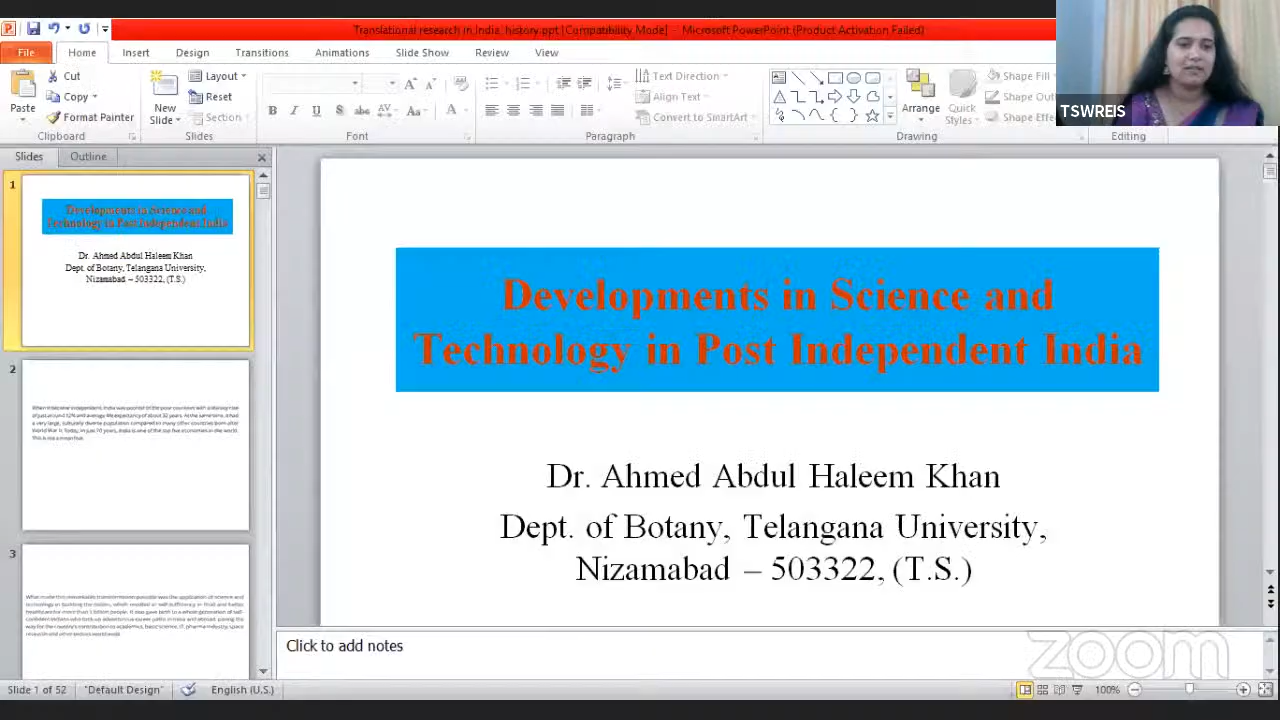 Translational research in India, history.ppt [Compatibility Mode] - Microsoft PowerPoint (Product Activation Failed)
File Home Insert Design Transitions Animations Slide Show Review View
Cut
Copy
Format Painter
Paste
Clipboard
New
Slide
Layout
Reset
Section
Slides
Font
Text Direction
Align Text
Convert to SmartArt
Paragraph
Arrange
Quick
Styles
Shape Fill
Shape Out
Shape Effe
Drawing
Editing
TSWREIS
Slides Outline
1
Developments in Science and
Technology in Post Independent India
Dr. Ahmed Abdul Haleem Khan
Dept. of Botany, Telangana University,
Nizamabad – 503322, (T.S.)
2
3
Developments in Science and
Technology in Post Independent India
Dr. Ahmed Abdul Haleem Khan
Dept. of Botany, Telangana University,
Nizamabad – 503322, (T.S.)
Click to add notes
zoom
Slide 1 of 52 "Default Design" English (U.S.) 100%